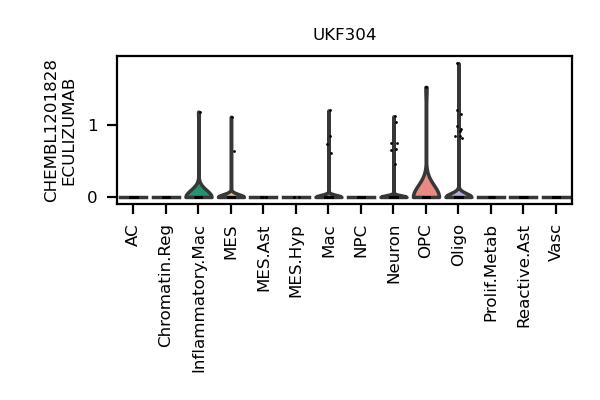 UKF304
CHEMBL1201828
ECULIZUMAB
1
0
AC
Chromatin.Reg
Inflammatory.Mac
MES
MES.Ast
MES.Hyp
Mac
NPC
Neuron
OPC
Oligo
Prolif.Metab
Reactive.Ast
Vasc